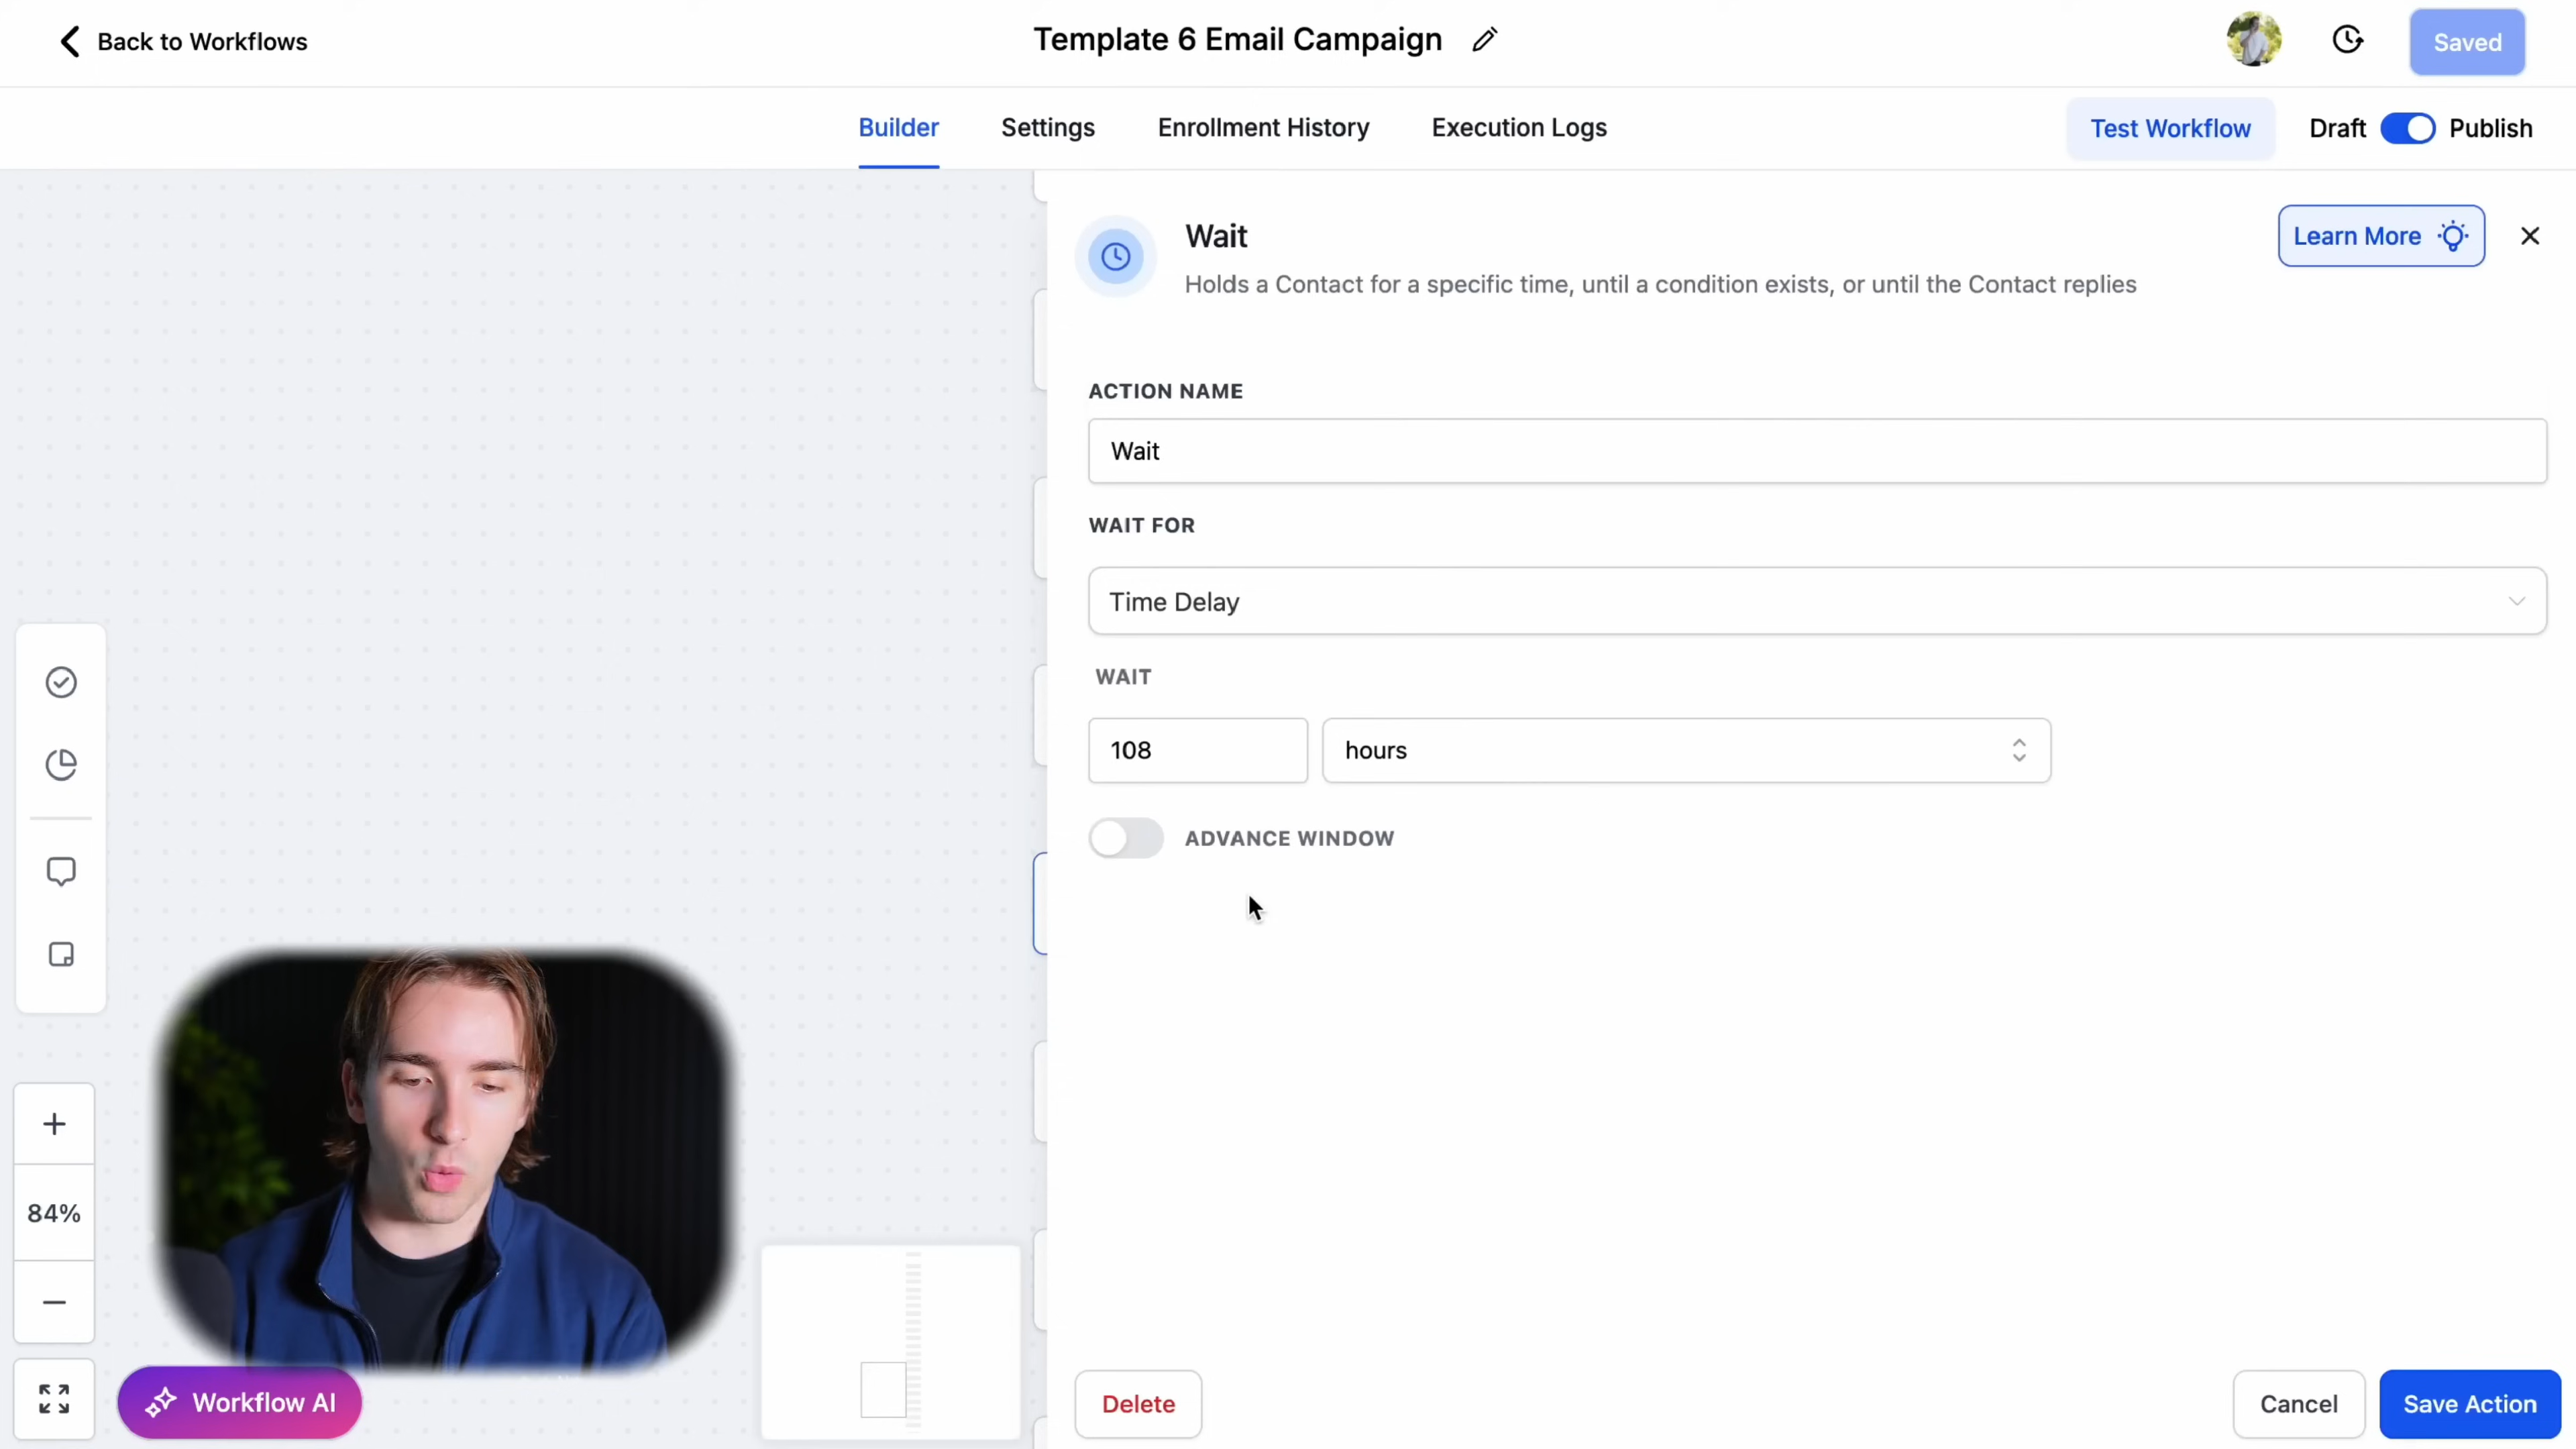 Back to Workflows
Template 6 Email Campaign
Saved
Builder
Settings
Enrollment History
Execution Logs
Test Workflow
Draft
Publish
Wait
Learn More
Holds a Contact for a specific time, until a condition exists, or until the Contact replies
ACTION NAME
Wait
WAIT FOR
Time Delay
WAIT
108
hours
ADVANCE WINDOW
84%
Workflow AI
Delete
Cancel
Save Action